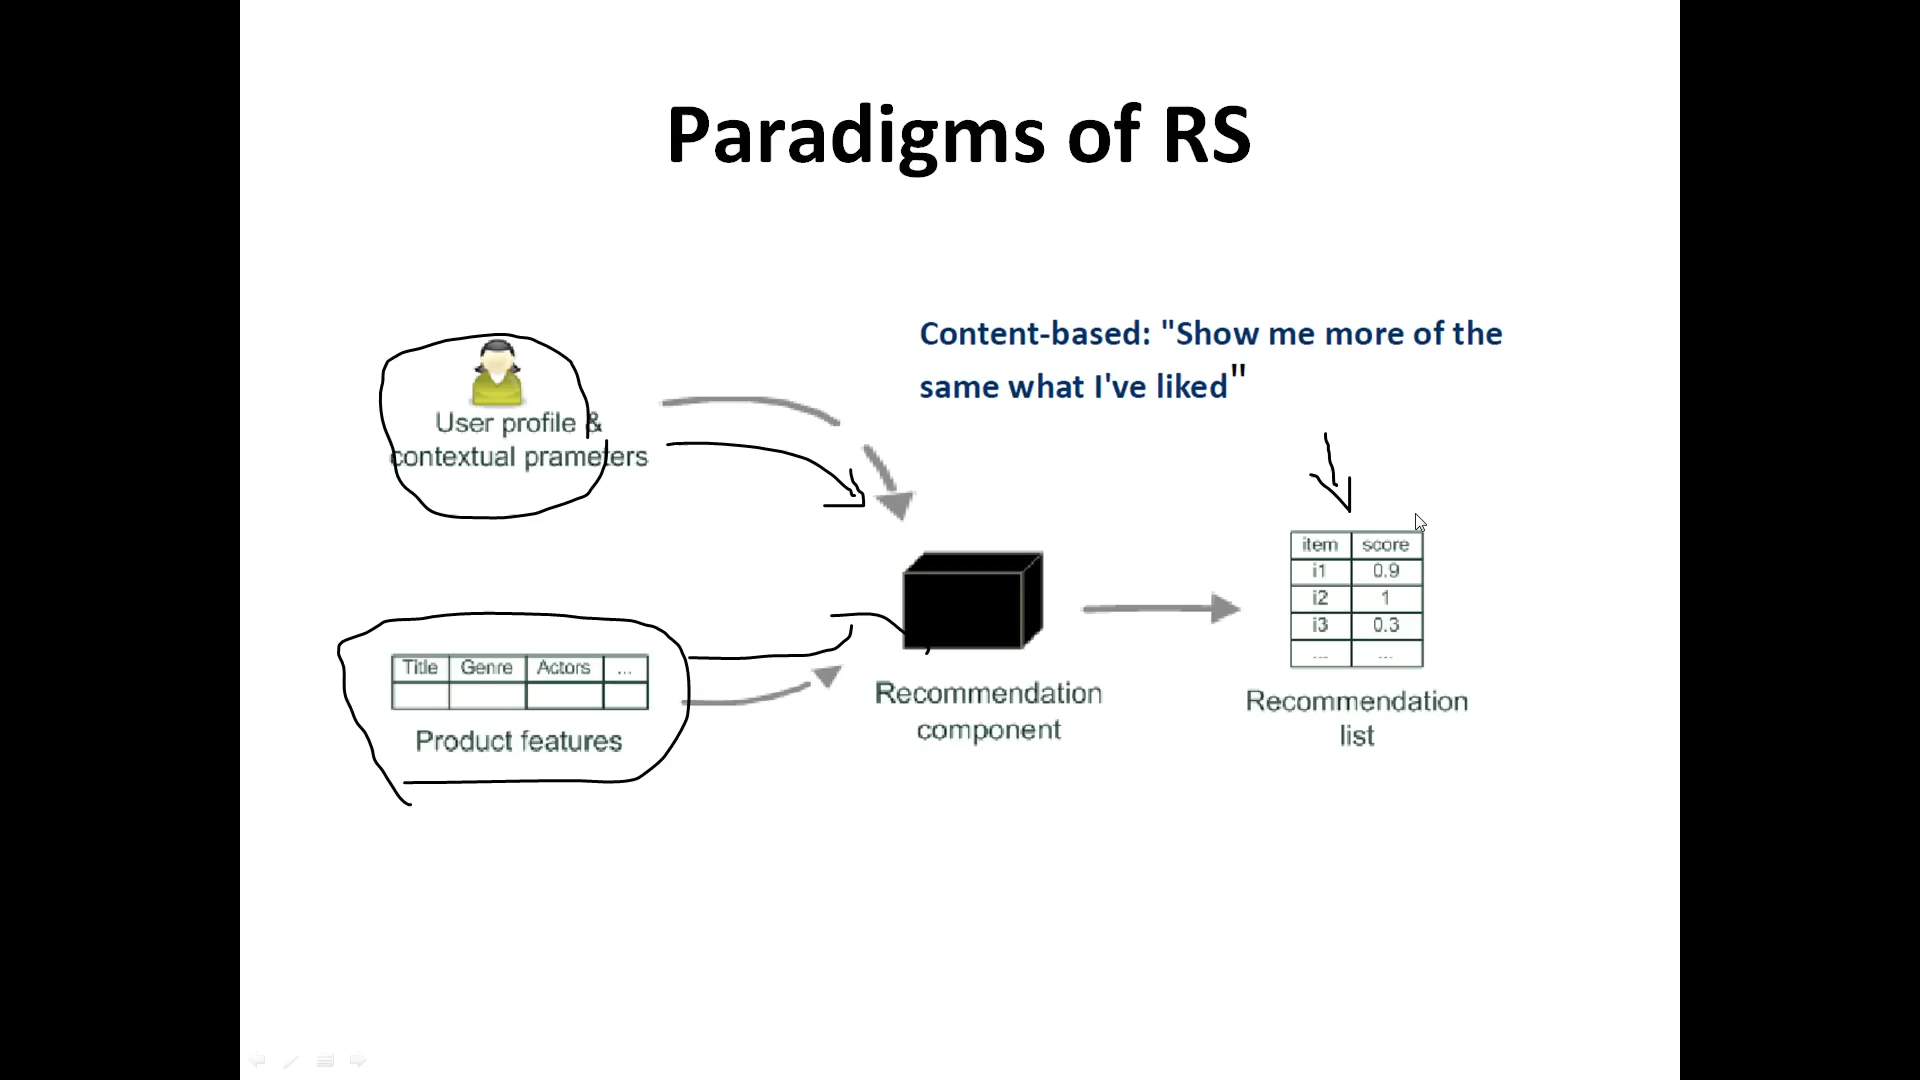 Paradigms of RS
Content-based: "Show me more of the
same what I've liked"
User profile &
contextual prameters
item score
i1 0.9
i2 1
i3 0.3
... ...
Title Genre Actors ...
Product features
Recommendation
component
Recommendation
list